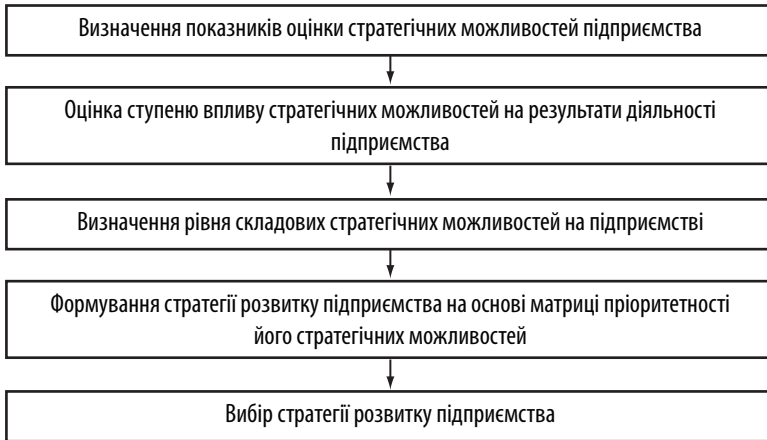 Визначення показників оцінки стратегічних можливостей підприємства
Оцінка ступеню впливу стратегічних можливостей на результати діяльності
підприємства
Визначення рівня складових стратегічних можливостей на підприємстві
Формування стратегії розвитку підприємства на основі матриці пріоритетності
його стратегічних можливостей
Вибір стратегії розвитку підприємства